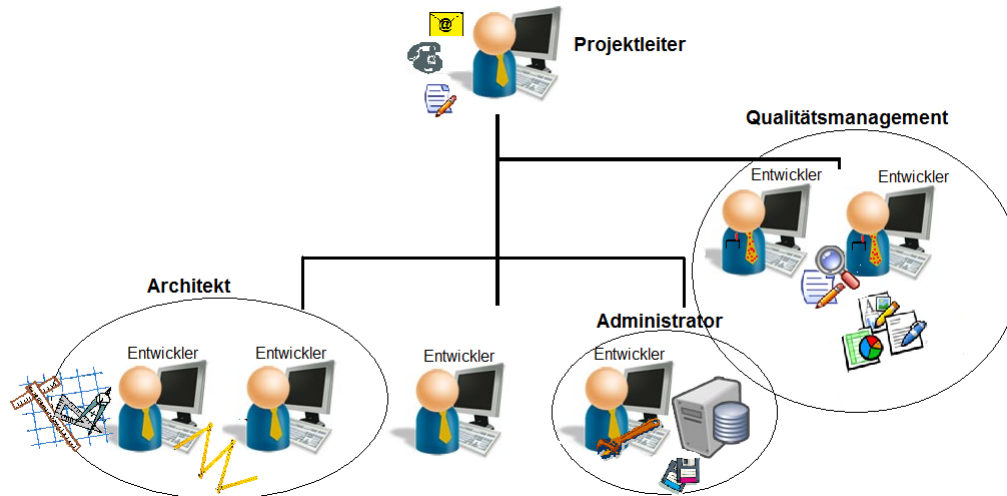 @
Projektleiter
Qualitätsmanagement
Entwickler
Entwickler
Architekt
Administrator
Entwickler
Entwickler
Entwickler
Entwickler
A